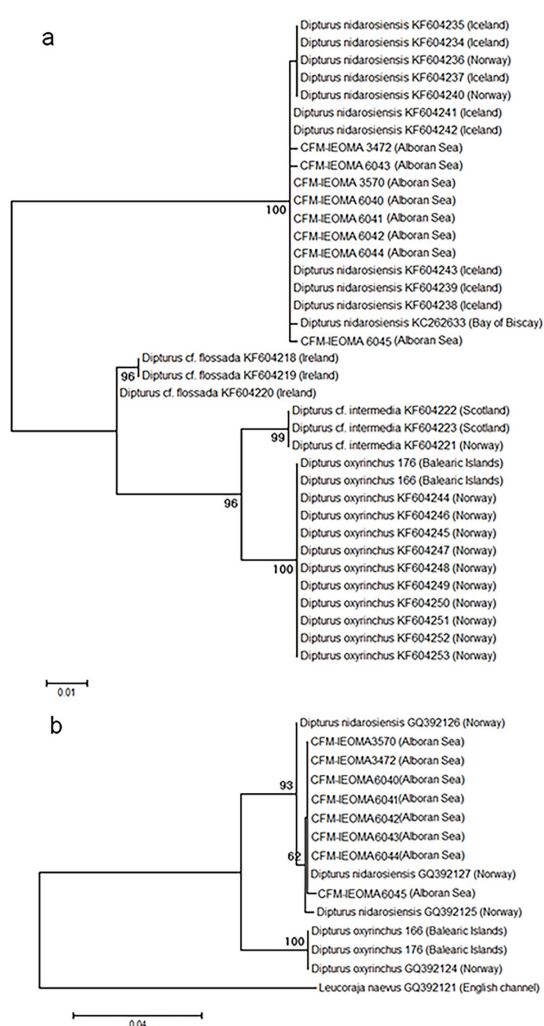 a
Dipturus nidarosiensis KF604235 (Iceland)
Dipturus nidarosiensis KF604234 (Iceland)
Dipturus nidarosiensis KF604236 (Norway)
Dipturus nidarosiensis KF604237 (Iceland)
Dipturus nidarosiensis KF604240 (Norway)
Dipturus nidarosiensis KF604241 (Iceland)
Dipturus nidarosiensis KF604242 (Iceland)
CFM-IEOMA 3472 (Alboran Sea)
CFM-IEOMA 6043 (Alboran Sea)
CFM-IEOMA 3570 (Alboran Sea)
CFM-IEOMA 6040 (Alboran Sea)
100
CFM-IEOMA 6041 (Alboran Sea)
CFM-IEOMA 6042 (Alboran Sea)
CFM-IEOMA 6044 (Alboran Sea)
Dipturus nidarosiensis KF604243 (Iceland)
Dipturus nidarosiensis KF604239 (Iceland)
Dipturus nidarosiensis KF604238 (Iceland)
Dipturus nidarosiensis KC262633 (Bay of Biscay)
CFM-IEOMA 6045 (Alboran Sea)
Dipturus cf. flossada KF604218 (Ireland)
96
Dipturus cf. flossada KF604219 (Ireland)
Dipturus cf. flossada KF604220 (Ireland)
Dipturus cf. intermedia KF604222 (Scotland)
Dipturus cf. intermedia KF604223 (Scotland)
99
Dipturus cf. intermedia KF604221 (Norway)
Dipturus oxyrinchus 176 (Balearic Islands)
Dipturus oxyrinchus 166 (Balearic Islands)
Dipturus oxyrinchus KF604244 (Norway)
96
Dipturus oxyrinchus KF604246 (Norway)
Dipturus oxyrinchus KF604245 (Norway)
Dipturus oxyrinchus KF604247 (Norway)
100
Dipturus oxyrinchus KF604248 (Norway)
Dipturus oxyrinchus KF604249 (Norway)
Dipturus oxyrinchus KF604250 (Norway)
Dipturus oxyrinchus KF604251 (Norway)
Dipturus oxyrinchus KF604252 (Norway)
Dipturus oxyrinchus KF604253 (Norway)
0.01
b
Dipturus nidarosiensis GQ392126 (Norway)
CFM-IEOMA3570 (Alboran Sea)
CFM-IEOMA3472 (Alboran Sea)
93
CFM-IEOMA6040(Alboran Sea)
CFM-IEOMA6041(Alboran Sea)
CFM-IEOMA6042(Alboran Sea)
CFM-IEOMA6043(Alboran Sea)
62
CFM-IEOMA6044(Alboran Sea)
Dipturus nidarosiensis GQ392127 (Norway)
CFM-IEOMA6045 (Alboran Sea)
Dipturus nidarosiensis GQ392125 (Norway)
Dipturus oxyrinchus 166 (Balearic Islands)
100
Dipturus oxyrinchus 176 (Balearic Islands)
Dipturus oxyrinchus GQ392124 (Norway)
Leucoraja naevus GQ392121 (English channel)
0.04